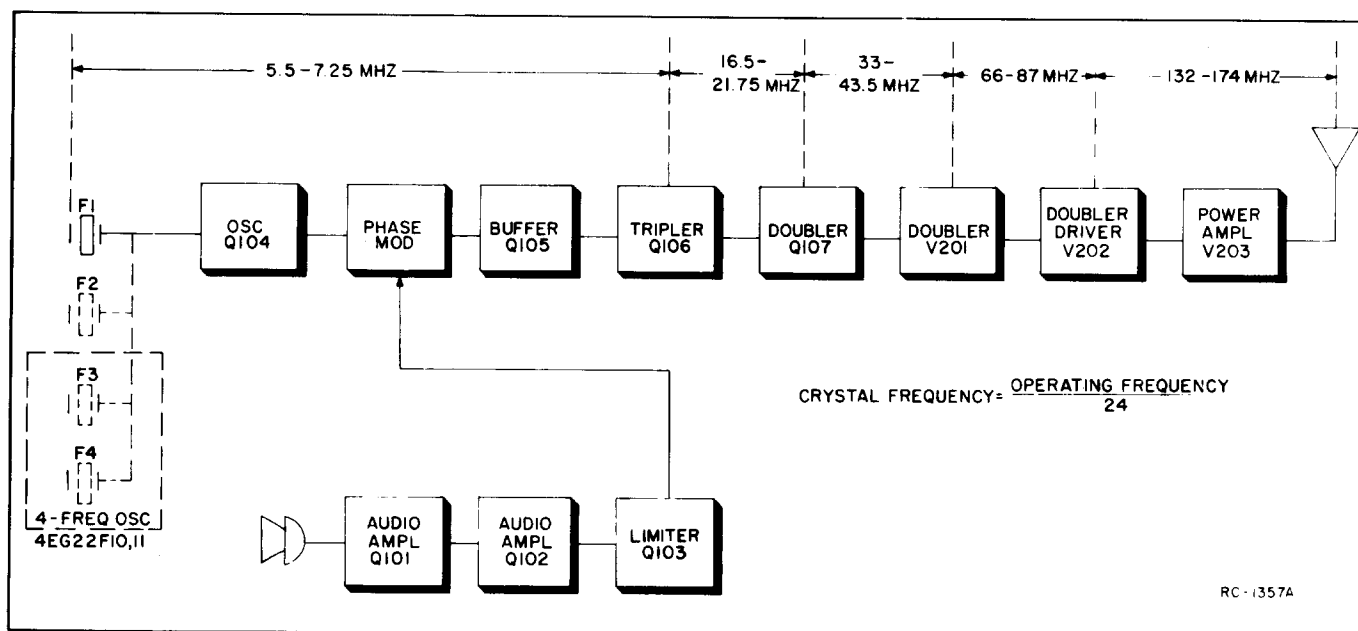 5.5-7.25 MHZ
16.5-
21.75 MHZ
33-
43.5 MHZ
66-87 MHZ
132-174 MHZ
F1
F2
F3
F4
4-FREQ OSC
4EG22F10,11
OSC
Q104
PHASE
MOD
BUFFER
Q105
TRIPLER
Q106
DOUBLER
Q107
DOUBLER
V201
DOUBLER
DRIVER
V202
POWER
AMPL
V203
CRYSTAL FREQUENCY= OPERATING FREQUENCY
24
AUDIO
AMPL
Q101
AUDIO
AMPL
Q102
LIMITER
Q103
RC-1357A